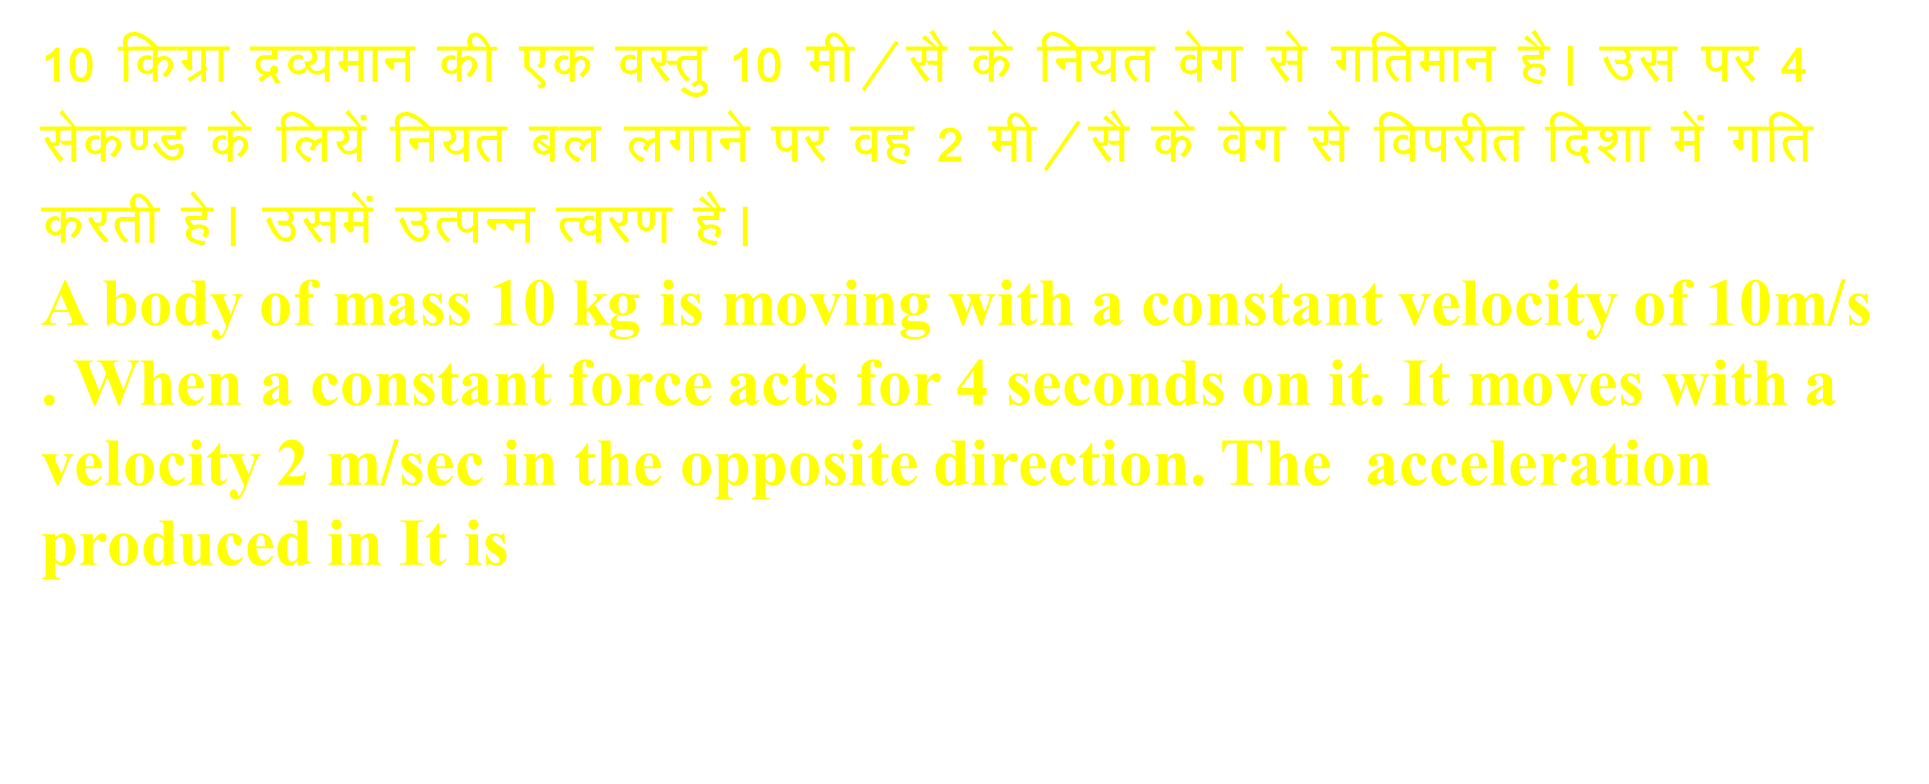 10 किग्रा द्रव्यमान की एक वस्तु 10 मी/सै के नियत वेग से गतिमान है। उस पर 4
सेकण्ड के लियें नियत बल लगाने पर वह 2 मी/सै के वेग से विपरीत दिशा में गति
करती हे। उसमें उत्पन्न त्वरण है।
A body of mass 10 kg is moving with a constant velocity of 10m/s
. When a constant force acts for 4 seconds on it. It moves with a
velocity 2 m/sec in the opposite direction. The  acceleration
produced in It is